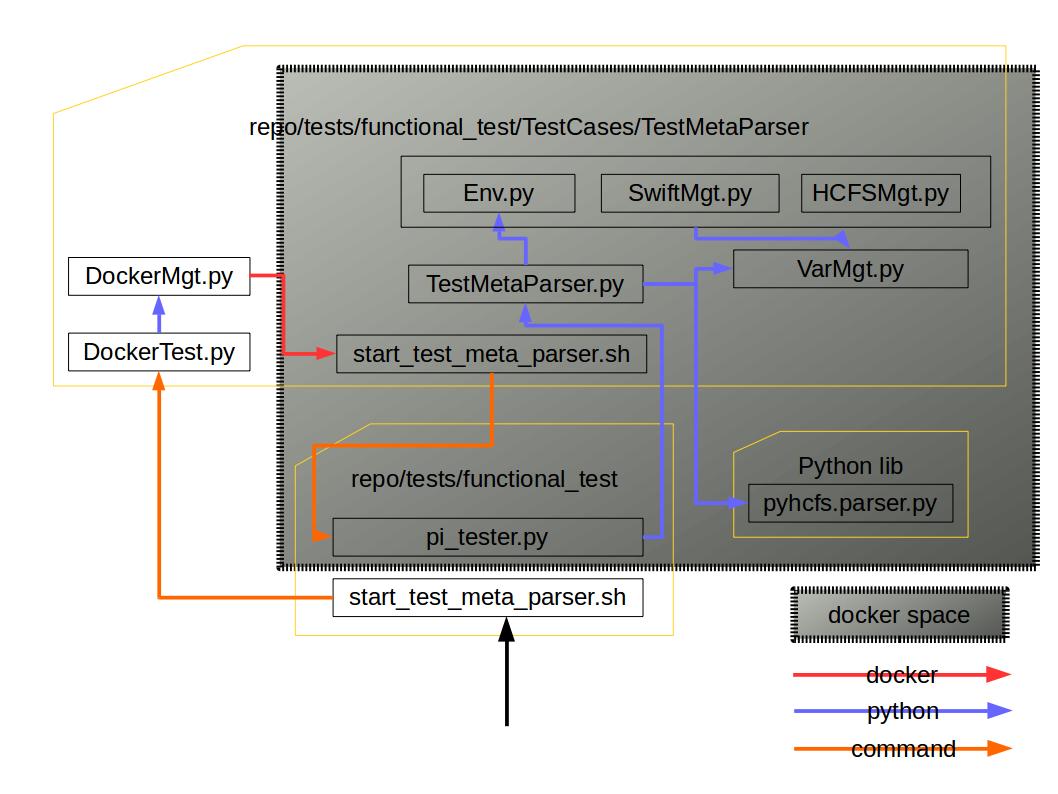 repo/tests/functional_test/TestCases/TestMetaParser
Env.py
SwiftMgt.py
HCFSMgt.py
DockerMgt.py
TestMetaParser.py
VarMgt.py
DockerTest.py
start_test_meta_parser.sh
repo/tests/functional_test
Python lib
pyhcfs.parser.py
pi_tester.py
start_test_meta_parser.sh
docker space
docker
python
command